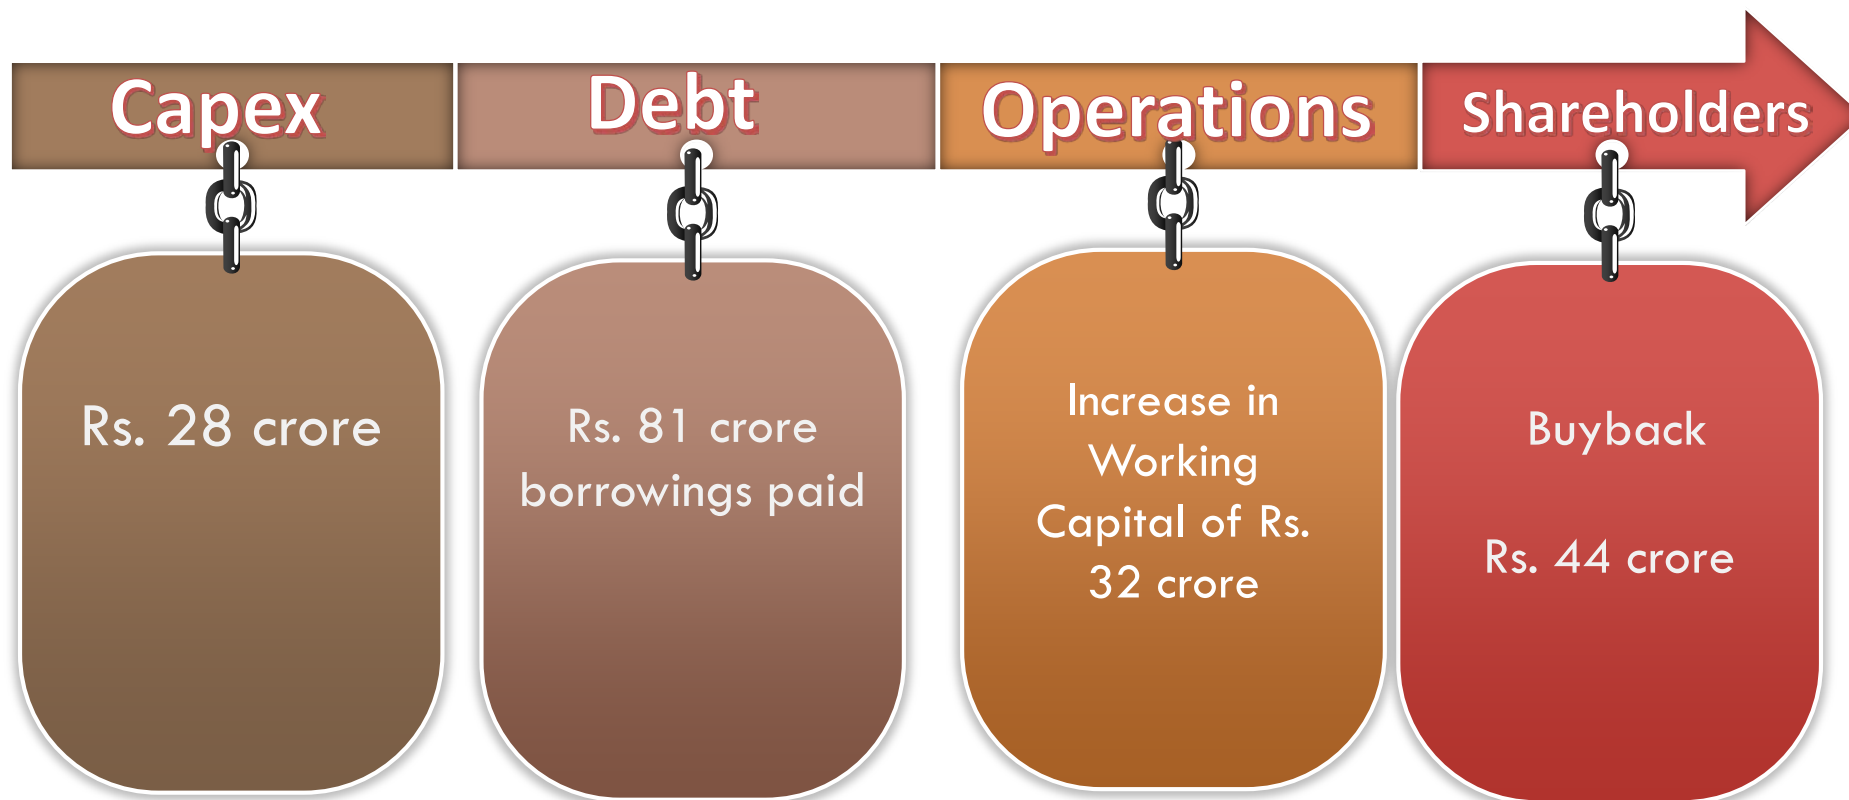 Capex
Debt
Operations
Shareholders
Rs. 28 crore
Rs. 81 crore
borrowings paid
Increase in
Working
Capital of Rs.
32 crore
Buyback
Rs. 44 crore